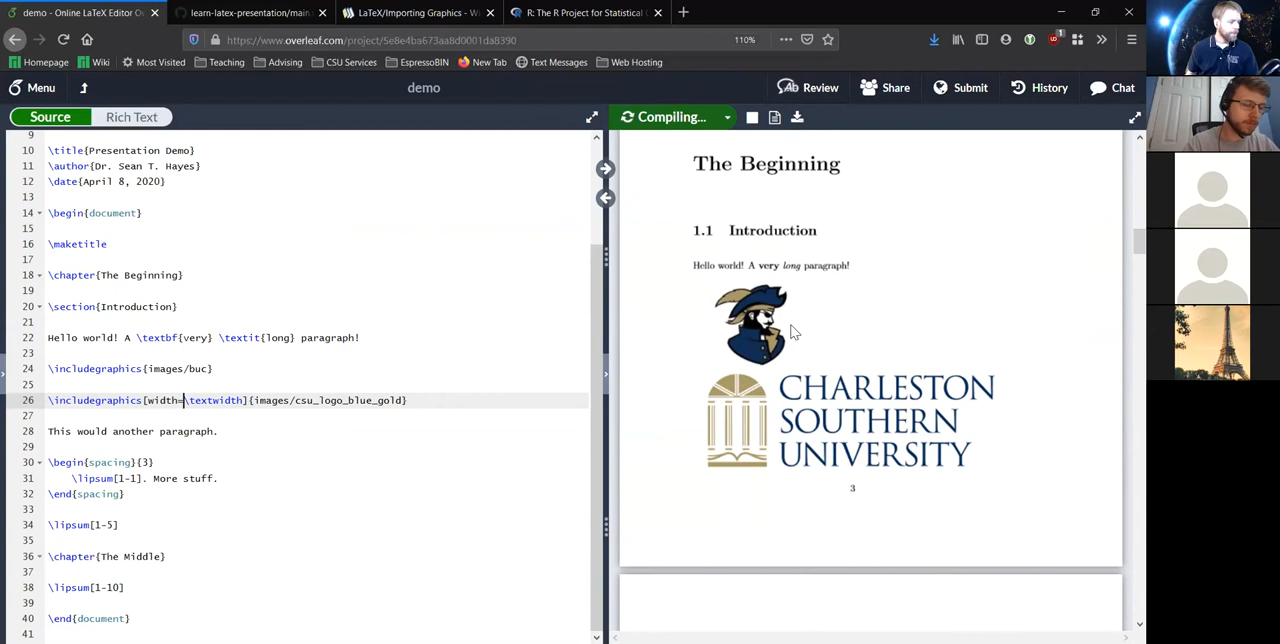 demo - Online LaTeX Editor Ov
learn-latex-presentation/main
LaTeX/Importing Graphics - Wi
R: The R Project for Statistical C
https://www.overleaf.com/project/5e8e4ba673aa8d0001da8390
110%
1
Homepage
Wiki
Most Visited
Teaching
Advising
CSU Services
EspressoBIN
New Tab
Text Messages
Web Hosting
Menu
demo
Review
Share
Submit
History
Chat
Source
Rich Text
Compiling...
9
10 \title{Presentation Demo}
11 \author{Dr. Sean T. Hayes}
12 \date{April 8, 2020}
13
14 \begin{document}
15
16 \maketitle
17
18 \chapter{The Beginning}
19
20 \section{Introduction}
21
22 Hello world! A \textbf{very} \textit{long} paragraph!
23
24 \includegraphics{images/buc}
25
26 \includegraphics[width=\textwidth]{images/csu_logo_blue_gold}
27
28 This would another paragraph.
29
30 \begin{spacing}{3}
31 \lipsum[1-1]. More stuff.
32 \end{spacing}
33
34 \lipsum[1-5]
35
36 \chapter{The Middle}
37
38 \lipsum[1-10]
39
40 \end{document}
41
The Beginning
1.1 Introduction
Hello world! A very long paragraph!
CHARLESTON
SOUTHERN
UNIVERSITY
3